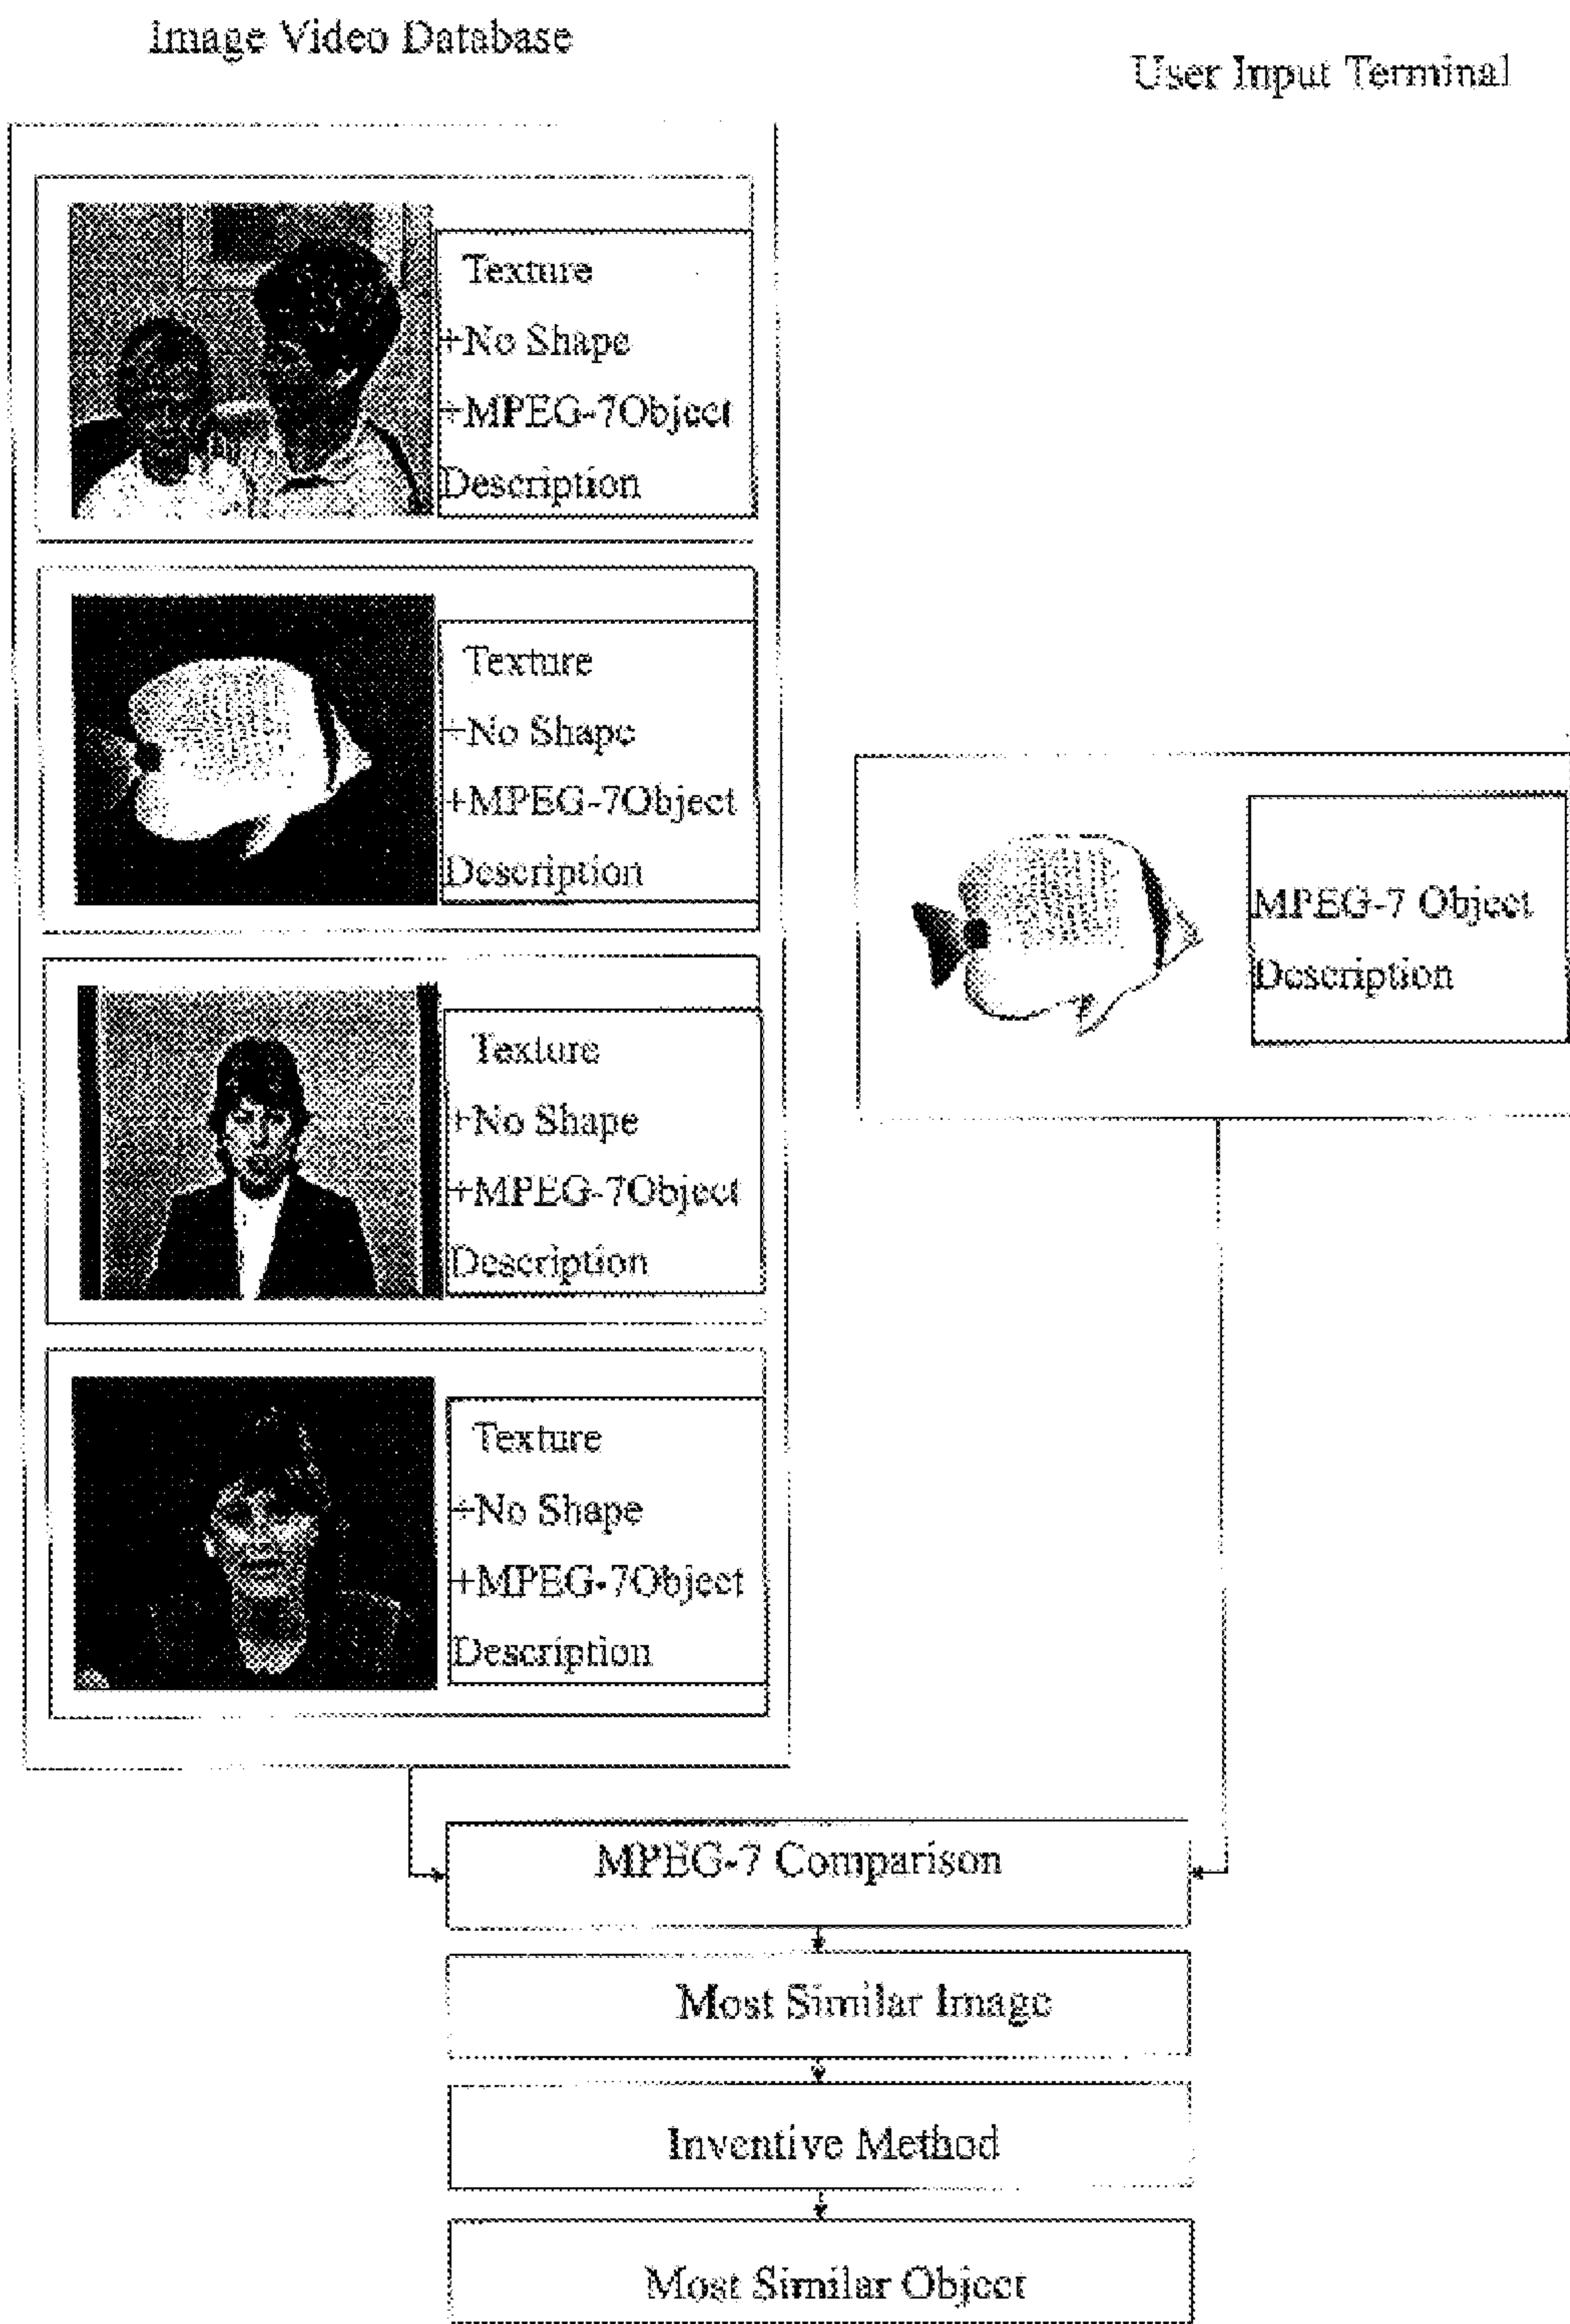 Image Video Database
User Input Terminal
Texture
+No Shape
+MPEG-7Object
Description
Texture
+No Shape
+MPEG-7Object
Description
Texture
+No Shape
+MPEG-7Object
Description
Texture
+No Shape
+MPEG-7Object
Description
MPEG-7 Object
Description
MPEG-7 Comparison
Most Similar Image
Inventive Method
Most Similar Object